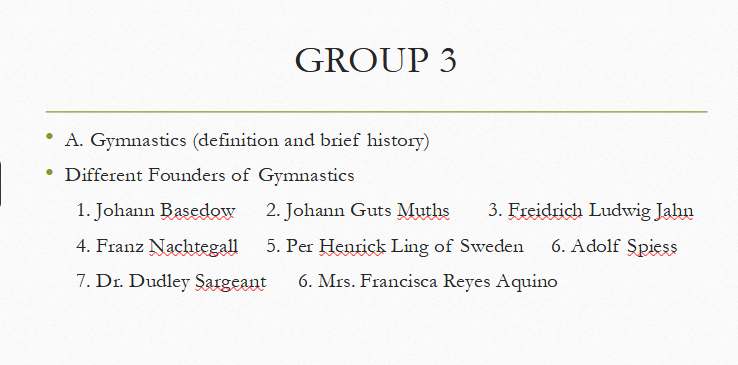 GROUP 3
• A. Gymnastics (definition and brief history)
• Different Founders of Gymnastics
1. Johann Basedow 2. Johann Guts Muths 3. Freidrich Ludwig Jahn
4. Franz Nachtegall 5. Per Henrick Ling of Sweden 6. Adolf Spiess
7. Dr. Dudley Sargeant 6. Mrs. Francisca Reyes Aquino